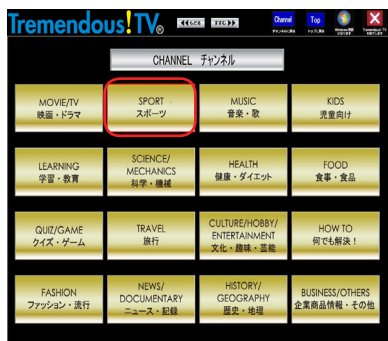 Tremendous!TV® ◀◀もどる すすむ▶▶ Channel Top
CHANNEL チャンネル
MOVIE/TV
映画・ドラマ
SPORT
スポーツ
MUSIC
音楽・歌
KIDS
児童向け
LEARNING
学習・教育
SCIENCE/
MECHANICS
科学・機械
HEALTH
健康・ダイエット
FOOD
食事・食品
QUIZ/GAME
クイズ・ゲーム
TRAVEL
旅行
CULTURE/HOBBY/
ENTERTAINMENT
文化・趣味・芸能
HOW TO
何でも解決！
FASHION
ファッション・流行
NEWS/
DOCUMENTARY
ニュース・記録
HISTORY/
GEOGRAPHY
歴史・地理
BUSINESS/OTHERS
企業商品情報・その他